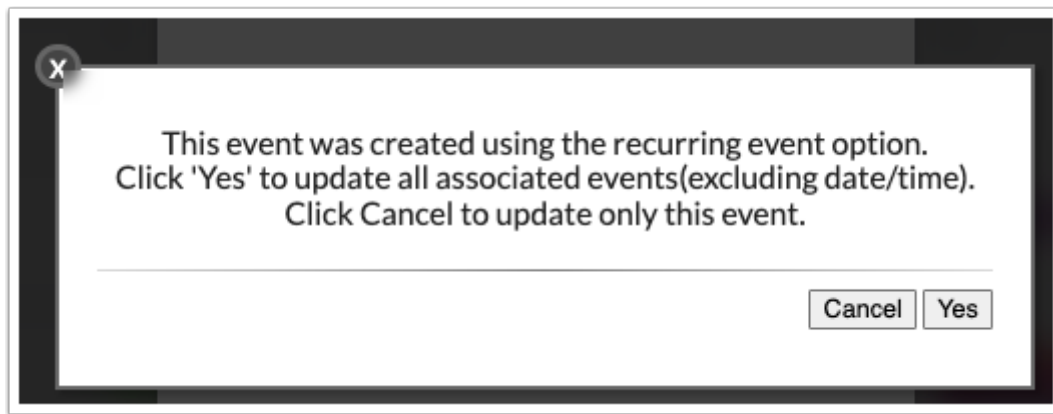 X
This event was created using the recurring event option.
Click 'Yes' to update all associated events(excluding date/time).
Click Cancel to update only this event.
Cancel Yes